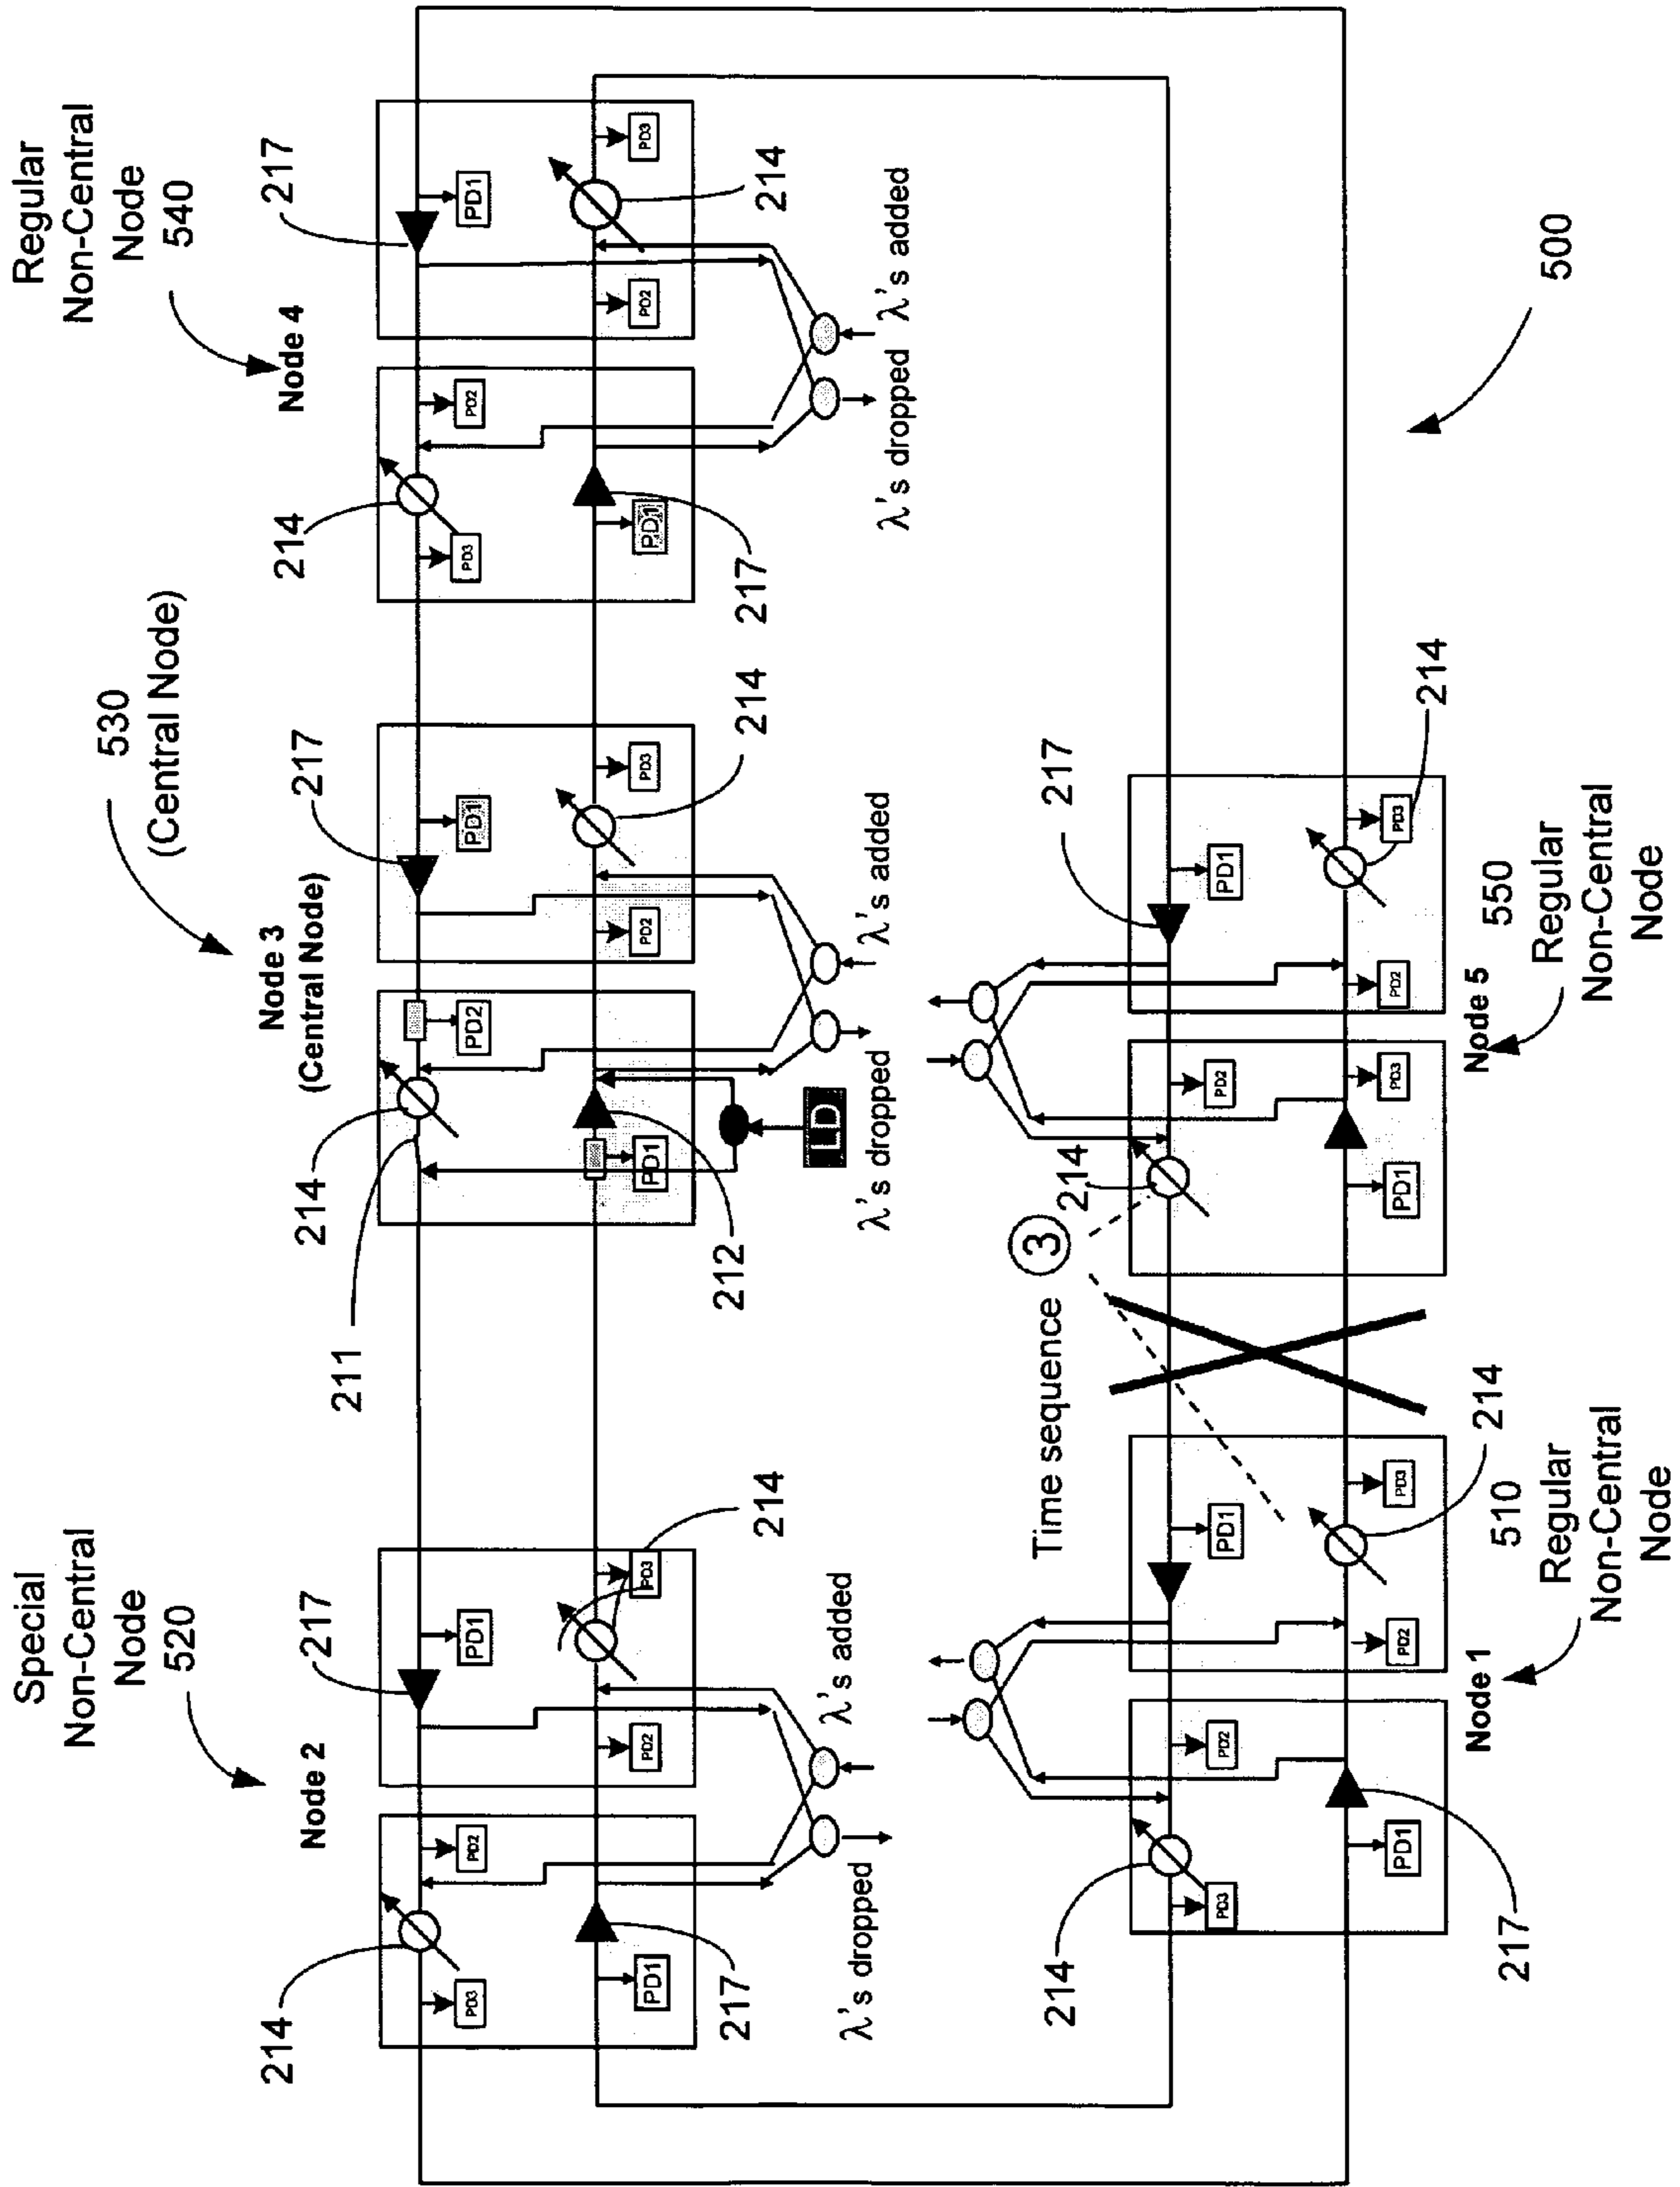 Special
Non-Central
Node
520
Node 2
214
217
PD3
PD2
PD1
PD1
PD2
PD3
217
214
λ's dropped
λ's added
530
(Central Node)
Node 3
(Central Node)
211
214
217
PD2
PD1
PD1
PD2
PD3
212
214
LD
λ's dropped
λ's added
Regular
Non-Central
Node
540
Node 4
214
217
PD3
PD2
PD1
PD1
PD2
PD3
217
214
λ's dropped
λ's added
Time sequence
3
214
PD3
PD2
PD1
PD1
PD2
PD3
217
214
Node 1
510
Regular
Non-Central
Node
214
217
PD2
PD1
PD1
PD3
PD2
PD3
214
Node 5
550
Regular
Non-Central
Node
500